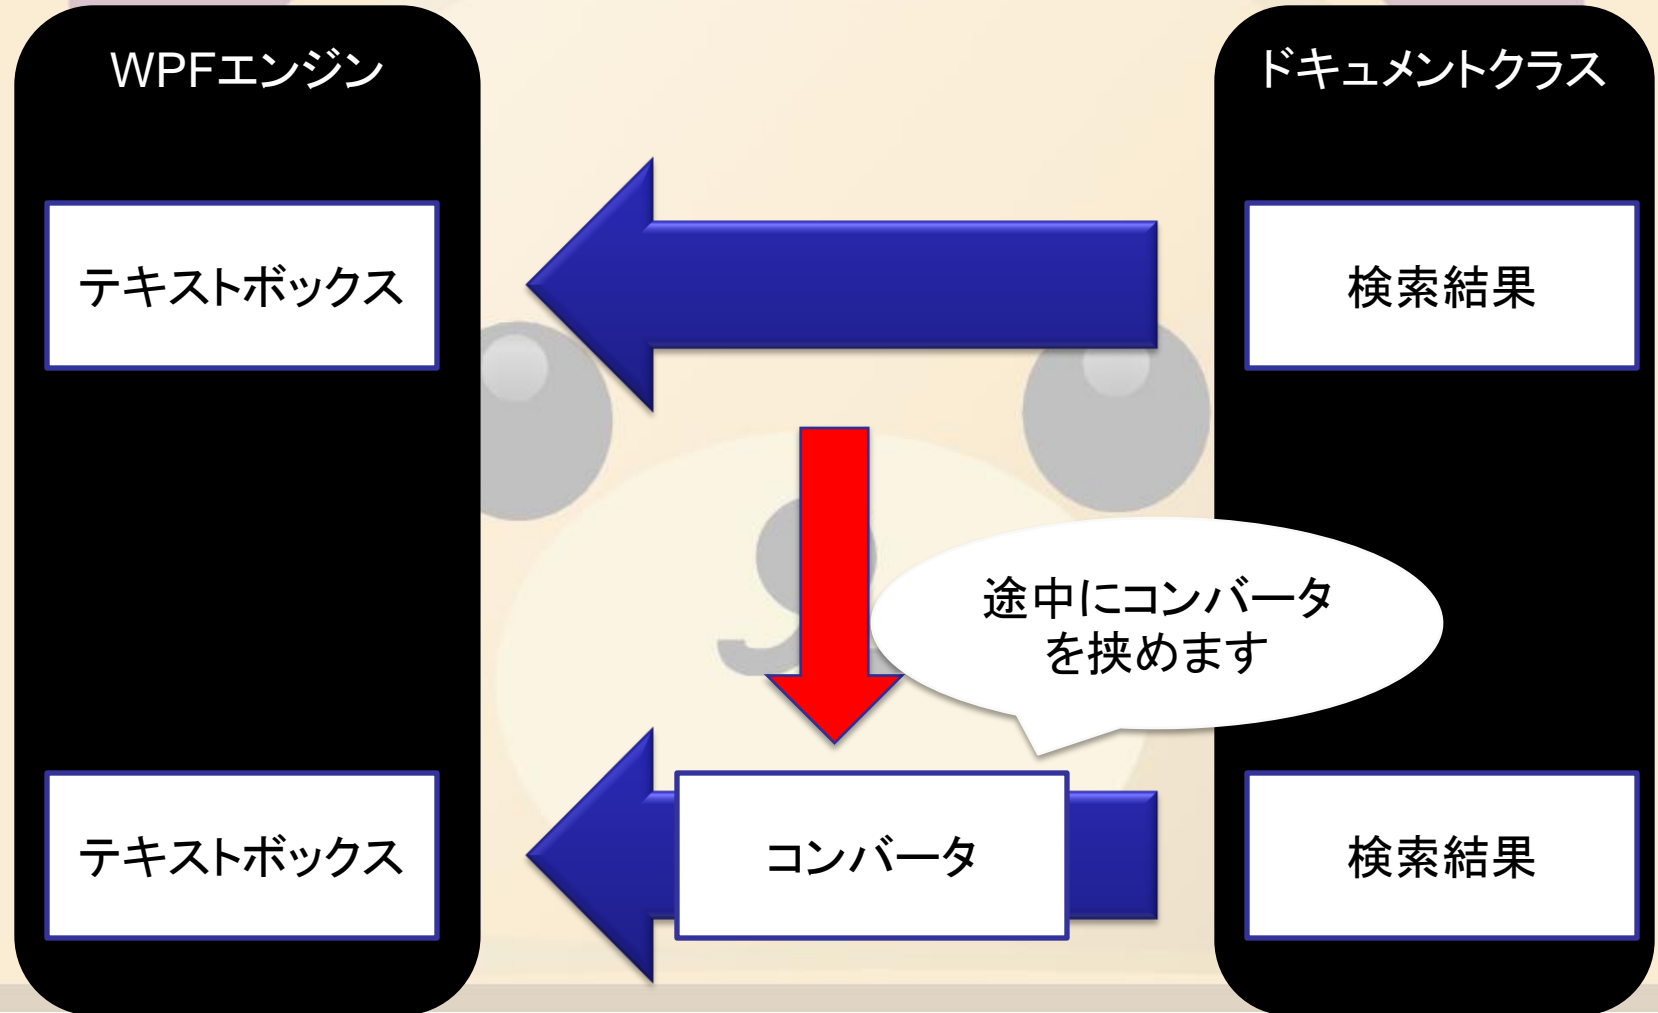 WPFエンジン
ドキュメントクラス
テキストボックス
検索結果
途中にコンバータ
を挟めます
テキストボックス
コンバータ
検索結果